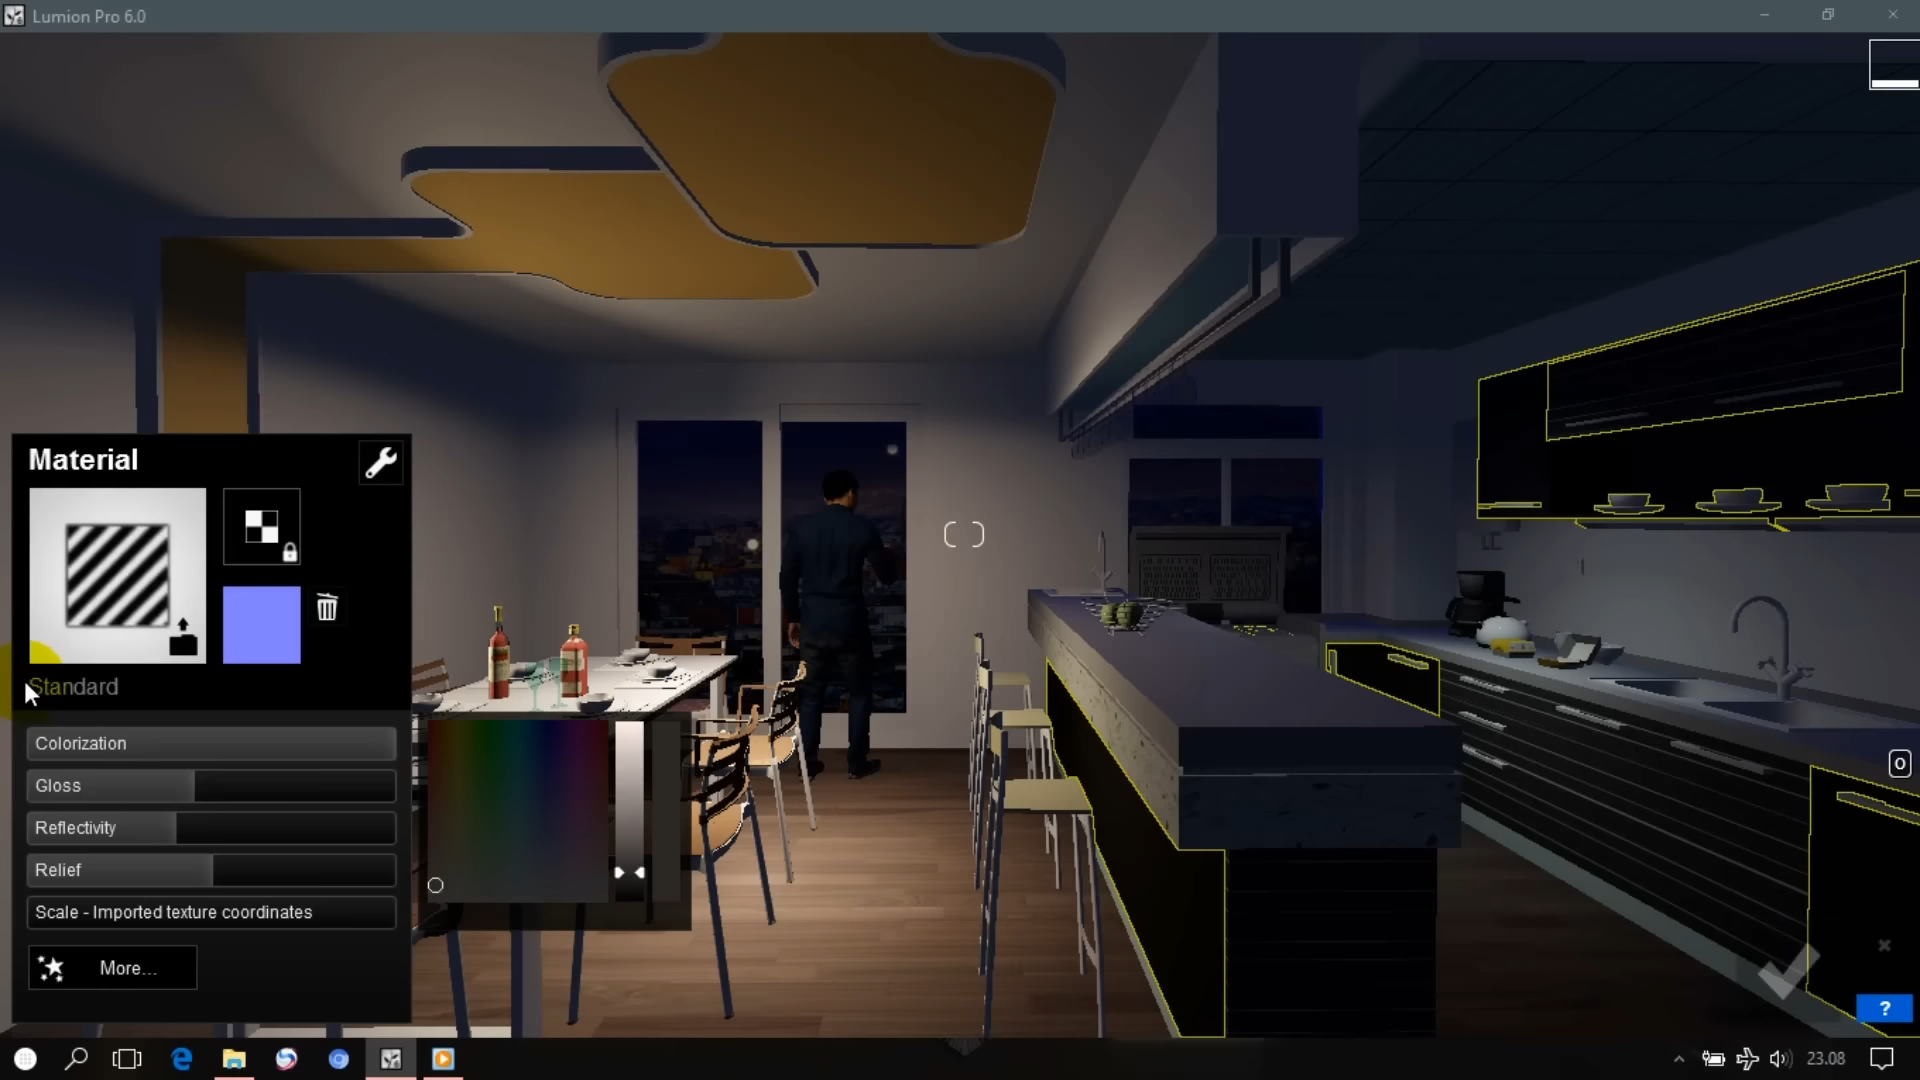 Lumion Pro 6.0
Material
Standard
Colorization
Gloss
Reflectivity
Relief
Scale - Imported texture coordinates
More...
O
?
23.08